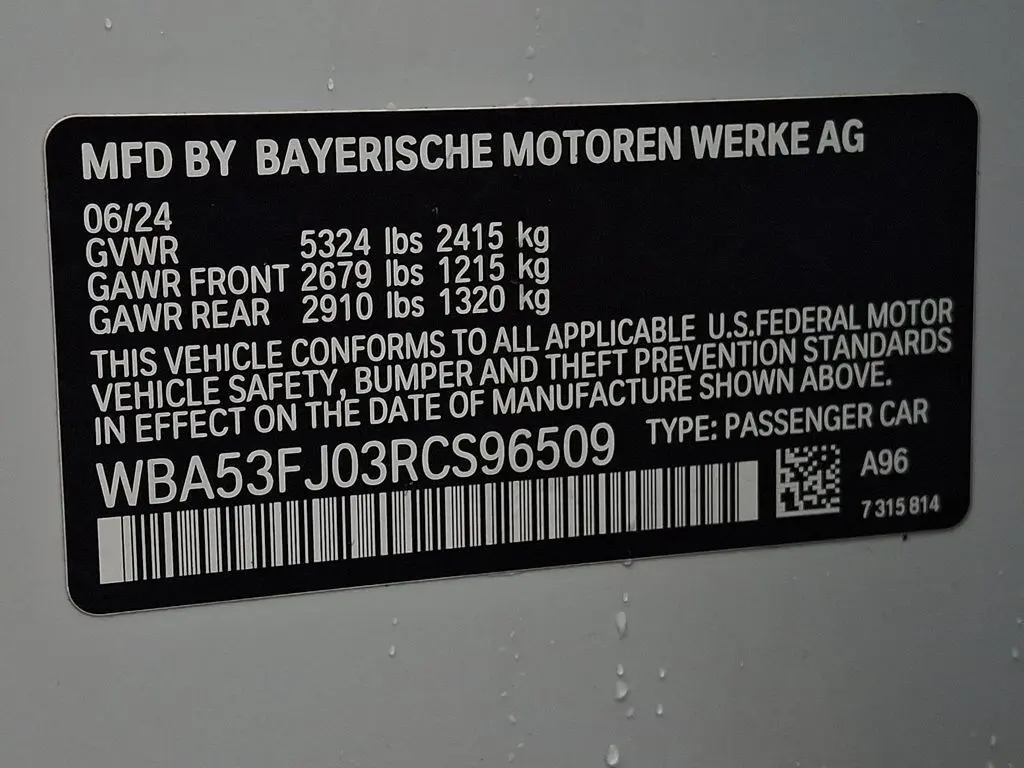 MFD BY BAYERISCHE MOTOREN WERKE AG
06/24
GVWR 5324 lbs 2415 kg
GAWR FRONT 2679 lbs 1215 kg
GAWR REAR 2910 lbs 1320 kg
THIS VEHICLE CONFORMS TO ALL APPLICABLE U.S.FEDERAL MOTOR
VEHICLE SAFETY, BUMPER AND THEFT PREVENTION STANDARDS
IN EFFECT ON THE DATE OF MANUFACTURE SHOWN ABOVE.
WBA53FJ03RCS96509 TYPE: PASSENGER CAR
A96
7 315 814